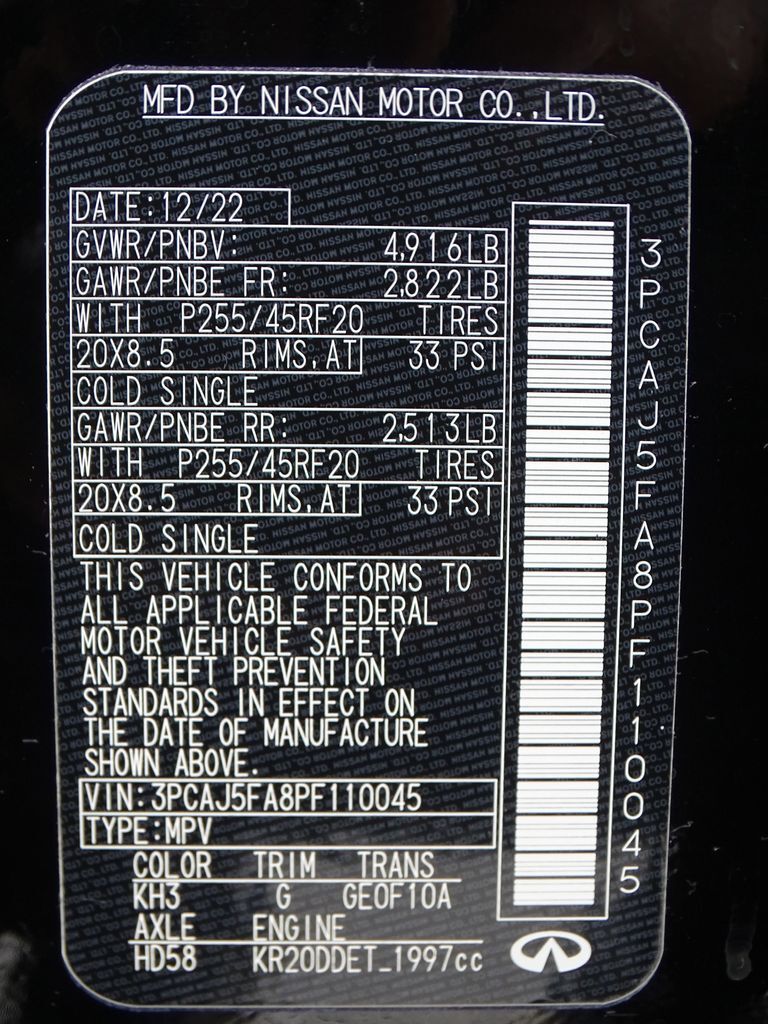 MFD BY NISSAN MOTOR CO.,LTD.
DATE:12/22
GVWR/PNBV: 4,916LB
GAWR/PNBE FR: 2,822LB
WITH P255/45RF20 TIRES
20X8.5 RIMS,AT 33 PSI
COLD SINGLE
GAWR/PNBE RR: 2,513LB
WITH P255/45RF20 TIRES
20X8.5 RIMS,AT 33 PSI
COLD SINGLE
THIS VEHICLE CONFORMS TO
ALL APPLICABLE FEDERAL
MOTOR VEHICLE SAFETY
AND THEFT PREVENTION
STANDARDS IN EFFECT ON
THE DATE OF MANUFACTURE
SHOWN ABOVE.
VIN:3PCAJ5FA8PF110045
TYPE:MPV
COLOR TRIM TRANS
KH3 G GE0F10A
AXLE ENGINE
HD58 KR20DDET_1997cc
3PCAJ5FA8PF110045